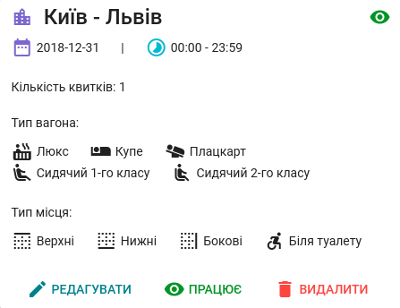 Київ - Львів
2018-12-31 | 00:00 - 23:59
Кількість квитків: 1
Тип вагона:
Люкс Купе Плацкарт
Сидячий 1-го класу Сидячий 2-го класу
Тип місця:
Верхні Нижні Бокові Біля туалету
РЕДАГУВАТИ ПРАЦЮЄ ВИДАЛИТИ